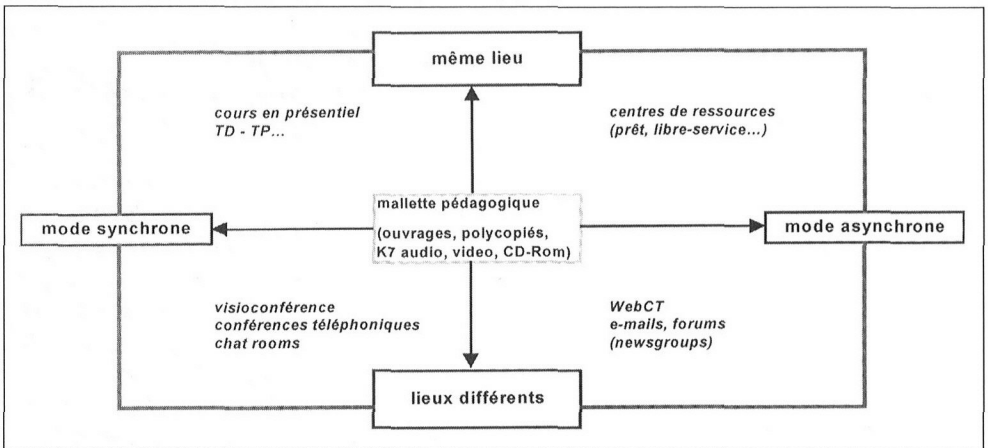 même lieu
cours en présentiel
TD - TP...
centres de ressources
(prêt, libre-service...)
mallette pédagogique
(ouvrages, polycopiés,
K7 audio, video, CD-Rom)
mode synchrone
mode asynchrone
visioconférence
conférences téléphoniques
chat rooms
WebCT
e-mails, forums
(newsgroups)
lieux différents